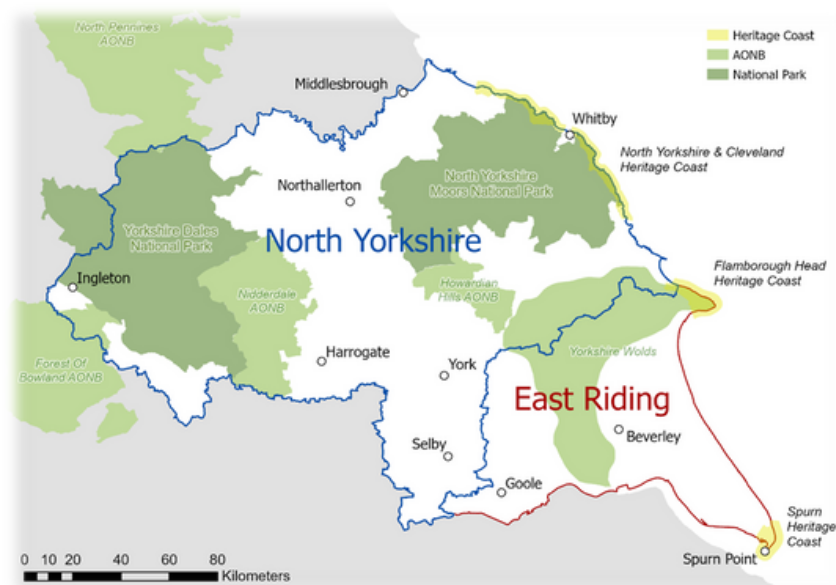 North Pennines
AONB
Heritage Coast
AONB
National Park
Middlesbrough
Whitby
North Yorkshire & Cleveland
Heritage Coast
North Yorkshire
Moors National Park
Northallerton
Yorkshire Dales
National Park
North Yorkshire
Flamborough Head
Heritage Coast
Ingleton
Nidderdale
AONB
Howardian
Hills AONB
Forest Of
Bowland AONB
Harrogate
York
Yorkshire Wolds
East Riding
Beverley
Selby
Goole
Spurn
Heritage
Coast
Spurn Point
0 10 20 40 60 80
Kilometers